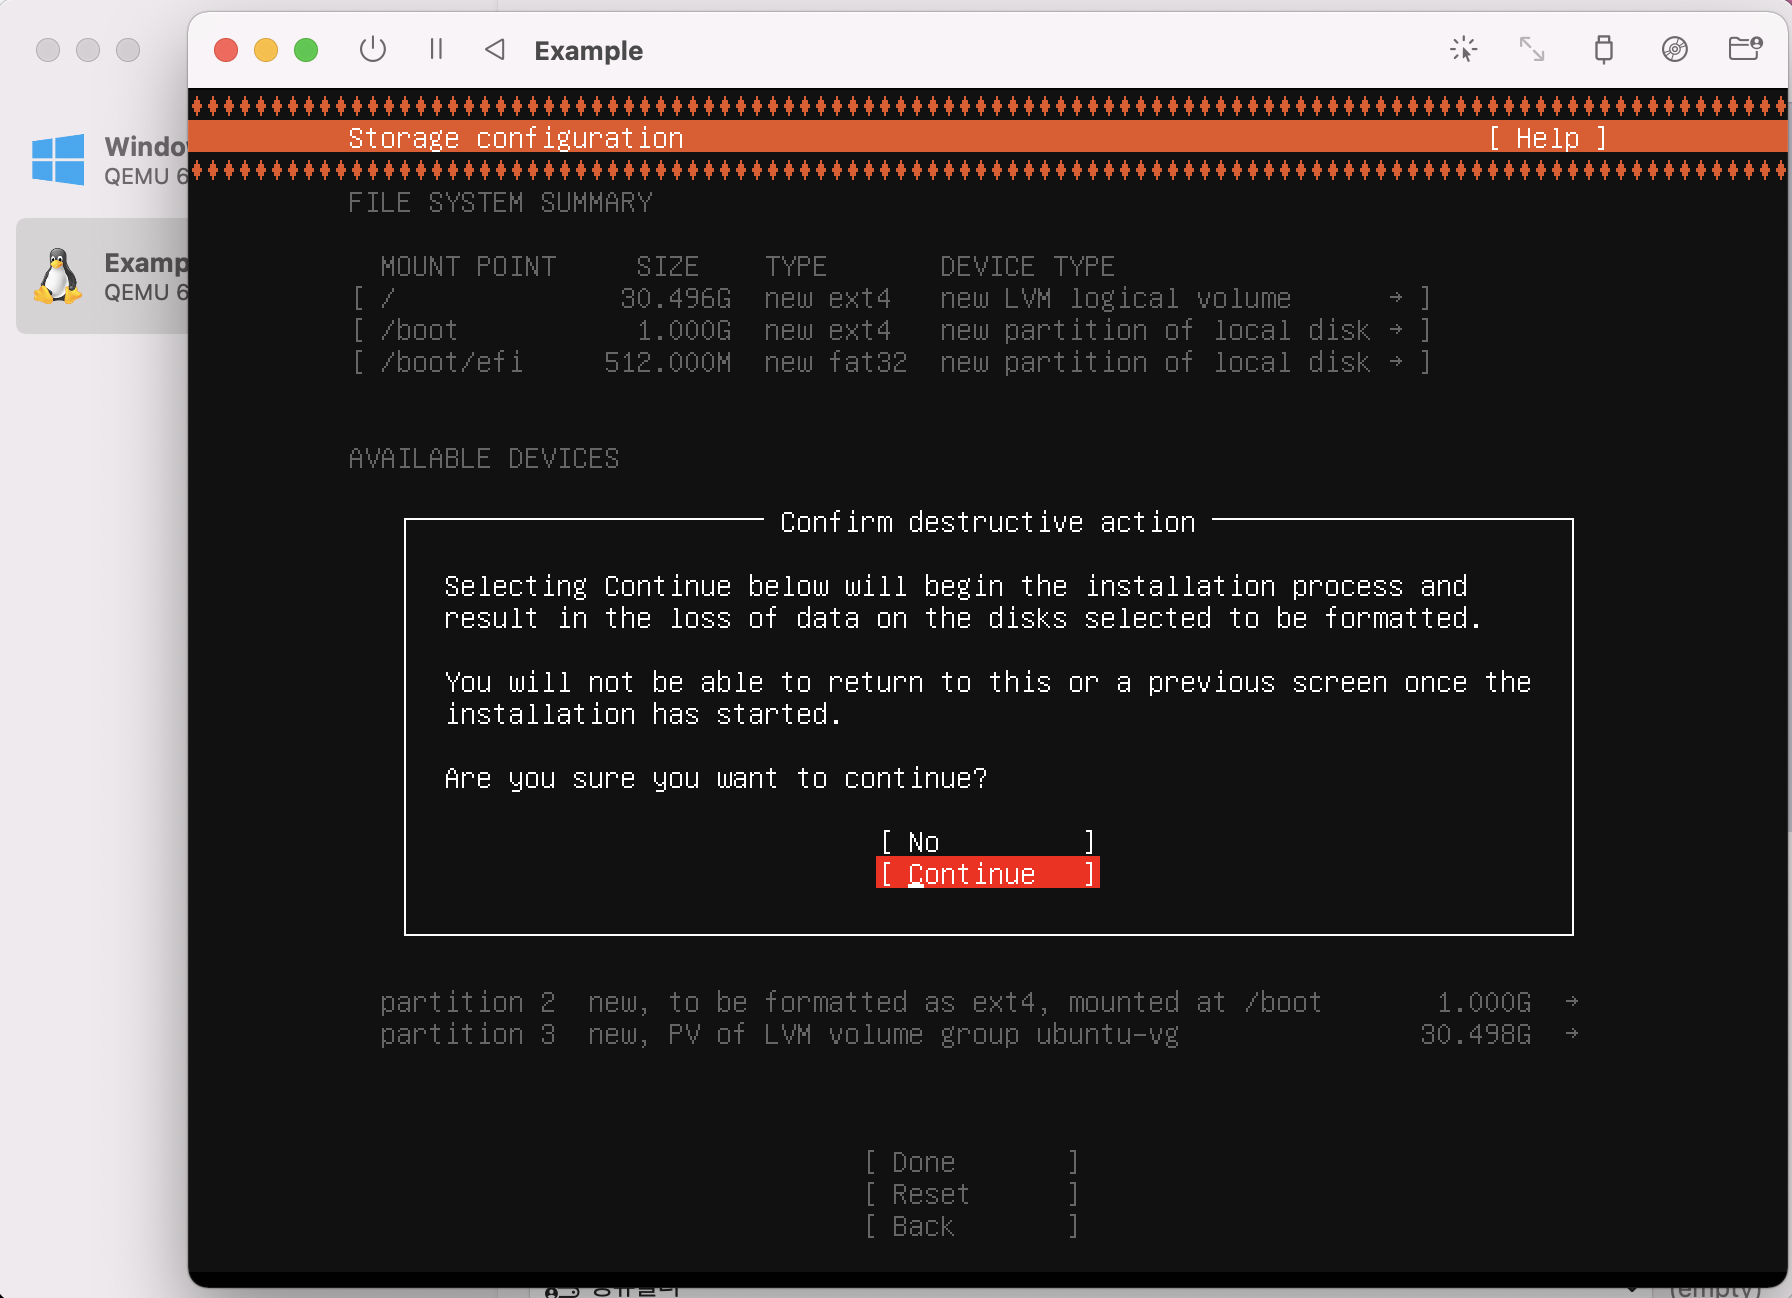 Example
Windo
QEMU 6
Examp
QEMU 6
Storage configuration [ Help ]
FILE SYSTEM SUMMARY
MOUNT POINT SIZE TYPE DEVICE TYPE
[ / 30.496G new ext4 new LVM logical volume → ]
[ /boot 1.000G new ext4 new partition of local disk → ]
[ /boot/efi 512.000M new fat32 new partition of local disk → ]
AVAILABLE DEVICES
Confirm destructive action
Selecting Continue below will begin the installation process and
result in the loss of data on the disks selected to be formatted.
You will not be able to return to this or a previous screen once the
installation has started.
Are you sure you want to continue?
[ No ]
[ Continue ]
partition 2 new, to be formatted as ext4, mounted at /boot 1.000G →
partition 3 new, PV of LVM volume group ubuntu-vg 30.498G →
[ Done ]
[ Reset ]
[ Back ]
(empty)